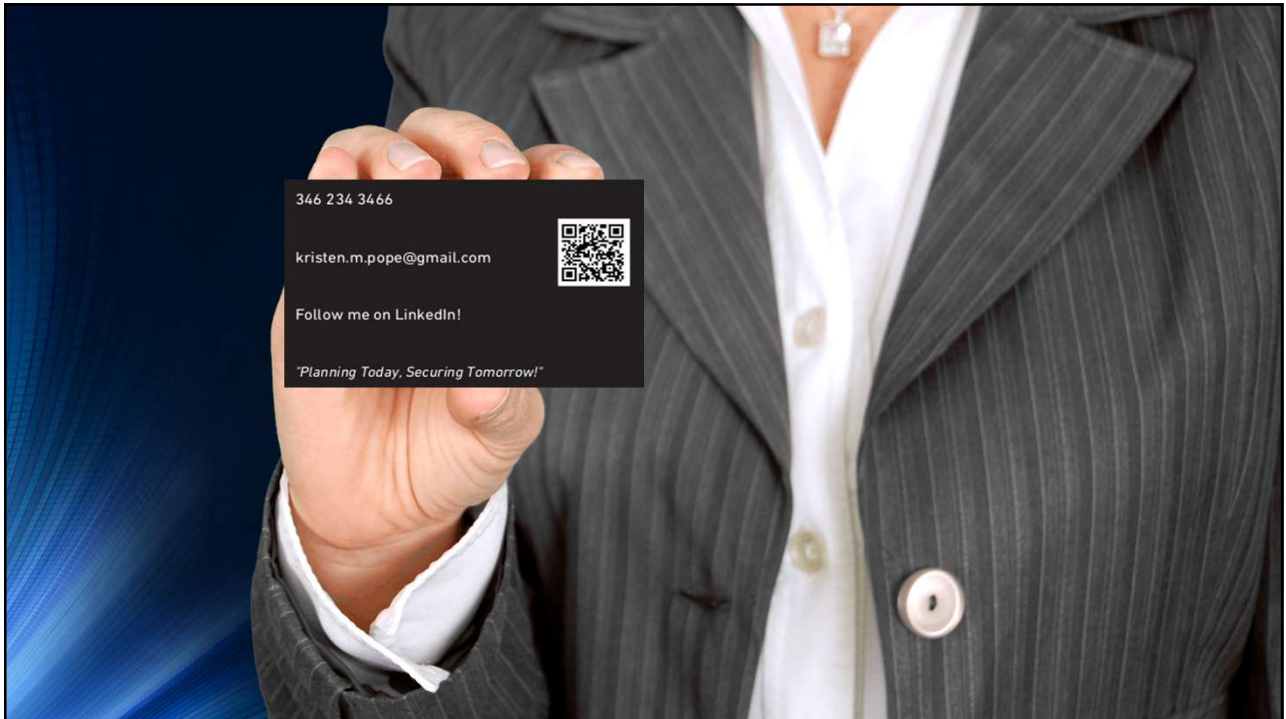 346 234 3466
kristen.m.pope@gmail.com
Follow me on LinkedIn!
"Planning Today, Securing Tomorrow!"